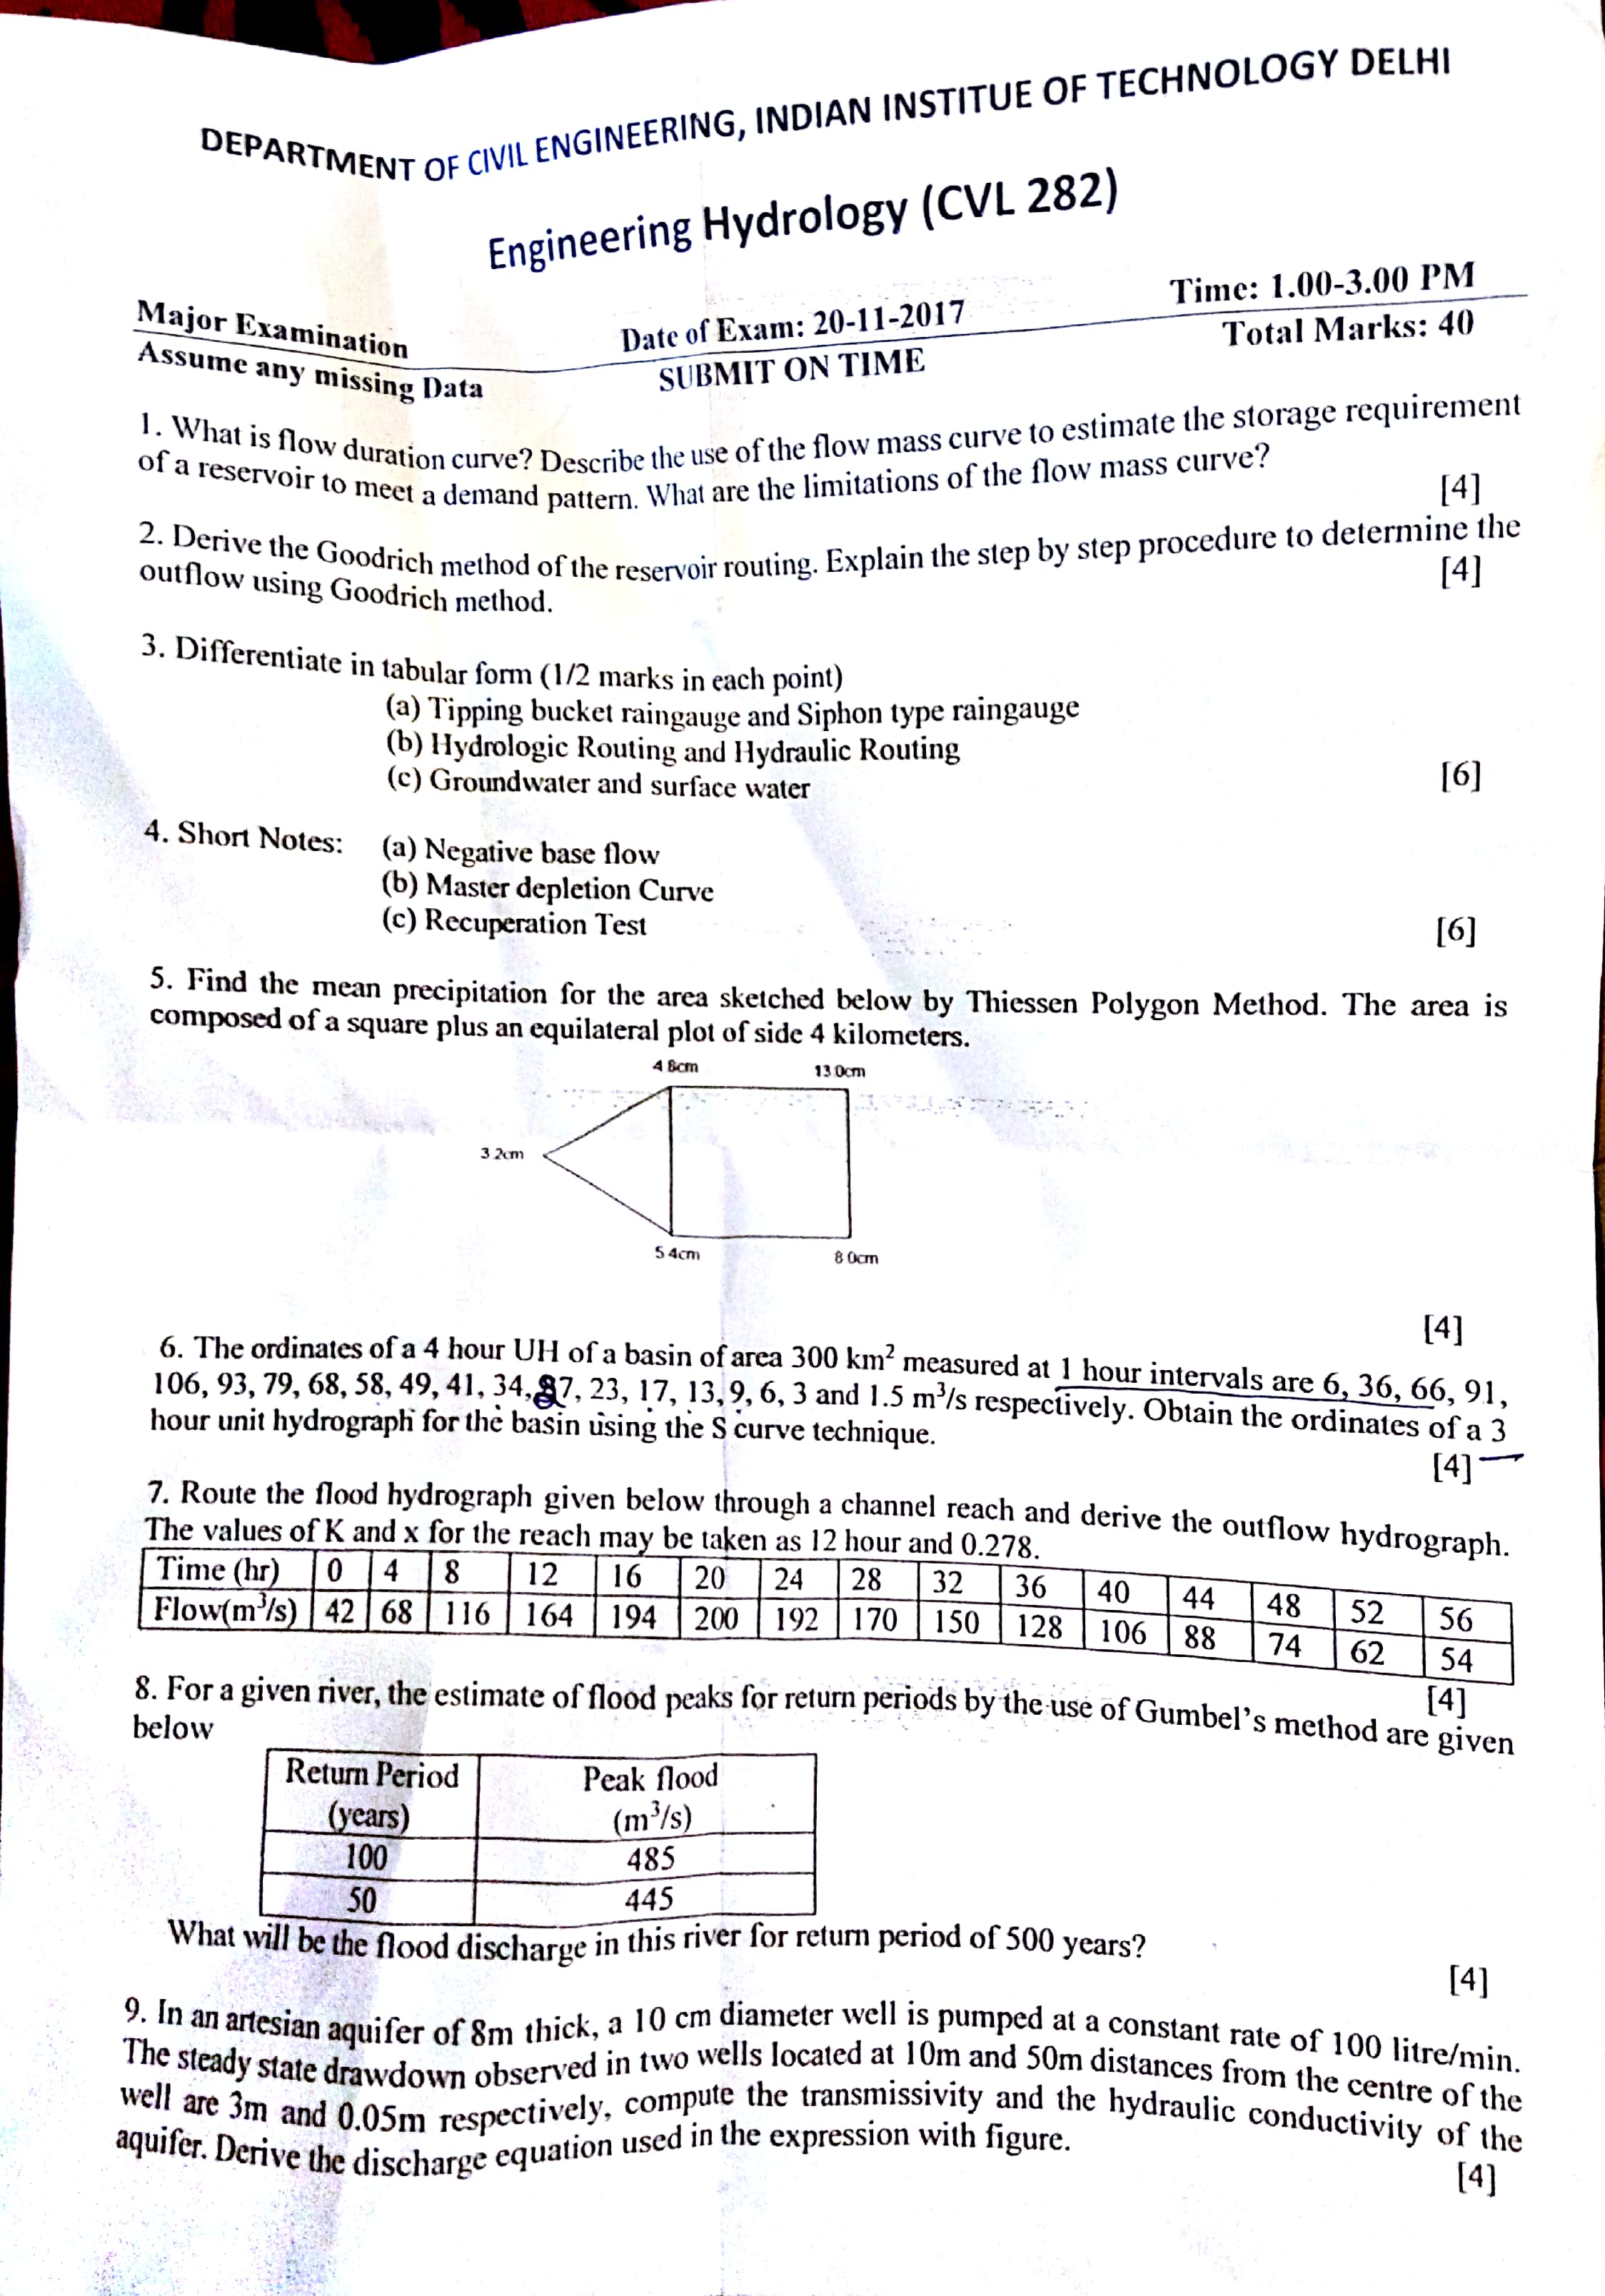 DEPARTMENT OF CIVIL ENGINEERING, INDIAN INSTITUE OF TECHNOLOGY DELHI
Engineering Hydrology (CVL 282)
Major Examination Date of Exam: 20-11-2017 Time: 1.00-3.00 PM
Assume any missing Data SUBMIT ON TIME Total Marks: 40
1. What is flow duration curve? Describe the use of the flow mass curve to estimate the storage requirement
of a reservoir to meet a demand pattern. What are the limitations of the flow mass curve?
[4]
2. Derive the Goodrich method of the reservoir routing. Explain the step by step procedure to determine the
outflow using Goodrich method. [4]
3. Differentiate in tabular form (1/2 marks in each point)
(a) Tipping bucket raingauge and Siphon type raingauge
(b) Hydrologic Routing and Hydraulic Routing
(c) Groundwater and surface water [6]
4. Short Notes: (a) Negative base flow
(b) Master depletion Curve
(c) Recuperation Test [6]
5. Find the mean precipitation for the area sketched below by Thiessen Polygon Method. The area is
composed of a square plus an equilateral plot of side 4 kilometers.
4 8cm 13 0cm
3 2cm
5 4cm 8 0cm
[4]
6. The ordinates of a 4 hour UH of a basin of area 300 km² measured at 1 hour intervals are 6, 36, 66, 91,
106, 93, 79, 68, 58, 49, 41, 34, 27, 23, 17, 13, 9, 6, 3 and 1.5 m³/s respectively. Obtain the ordinates of a 3
hour unit hydrograph for the basin using the S curve technique.
[4]
7. Route the flood hydrograph given below through a channel reach and derive the outflow hydrograph.
The values of K and x for the reach may be taken as 12 hour and 0.278.
Time (hr) 0 4 8 12 16 20 24 28 32 36 40 44 48 52 56
Flow(m³/s) 42 68 116 164 194 200 192 170 150 128 106 88 74 62 54
[4]
8. For a given river, the estimate of flood peaks for return periods by the use of Gumbel's method are given
below
Return Period Peak flood
(years) (m³/s)
100 485
50 445
What will be the flood discharge in this river for return period of 500 years?
[4]
9. In an artesian aquifer of 8m thick, a 10 cm diameter well is pumped at a constant rate of 100 litre/min.
The steady state drawdown observed in two wells located at 10m and 50m distances from the centre of the
well are 3m and 0.05m respectively, compute the transmissivity and the hydraulic conductivity of the
aquifer. Derive the discharge equation used in the expression with figure.
[4]